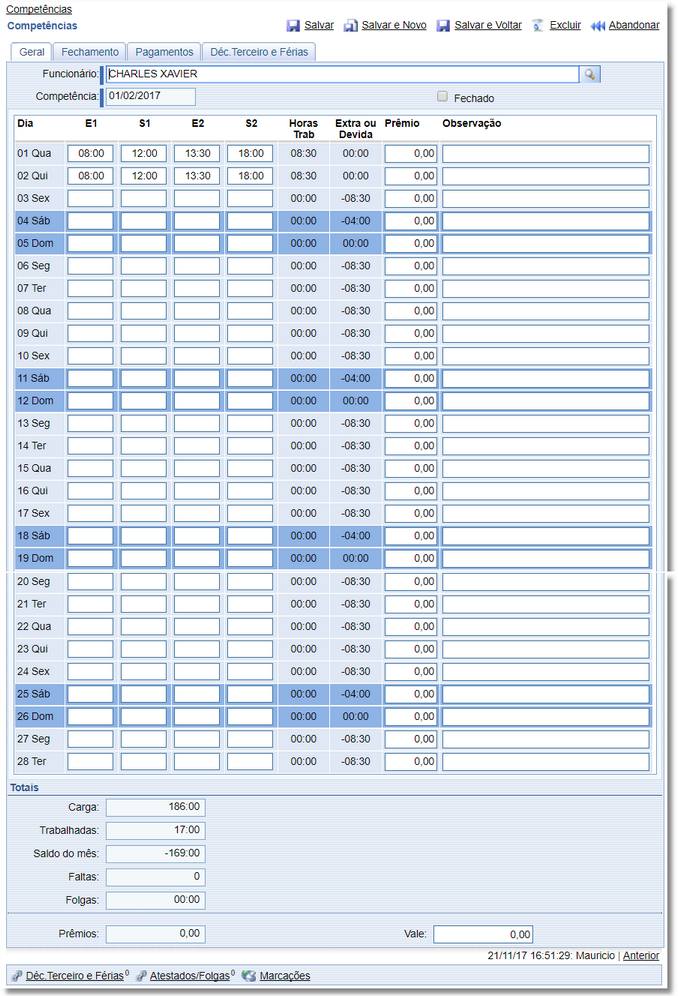 Competências
Competências Salvar Salvar e Novo Salvar e Voltar Excluir Abandonar
Geral Fechamento Pagamentos Déc.Terceiro e Férias
Funcionário: CHARLES XAVIER
Competência: 01/02/2017 Fechado
Dia E1 S1 E2 S2 Horas Trab Extra ou Devida Prêmio Observação
01 Qua 08:00 12:00 13:30 18:00 08:30 00:00 0,00
02 Qui 08:00 12:00 13:30 18:00 08:30 00:00 0,00
03 Sex 00:00 -08:30 0,00
04 Sáb 00:00 -04:00 0,00
05 Dom 00:00 00:00 0,00
06 Seg 00:00 -08:30 0,00
07 Ter 00:00 -08:30 0,00
08 Qua 00:00 -08:30 0,00
09 Qui 00:00 -08:30 0,00
10 Sex 00:00 -08:30 0,00
11 Sáb 00:00 -04:00 0,00
12 Dom 00:00 00:00 0,00
13 Seg 00:00 -08:30 0,00
14 Ter 00:00 -08:30 0,00
15 Qua 00:00 -08:30 0,00
16 Qui 00:00 -08:30 0,00
17 Sex 00:00 -08:30 0,00
18 Sáb 00:00 -04:00 0,00
19 Dom 00:00 00:00 0,00
20 Seg 00:00 -08:30 0,00
21 Ter 00:00 -08:30 0,00
22 Qua 00:00 -08:30 0,00
23 Qui 00:00 -08:30 0,00
24 Sex 00:00 -08:30 0,00
25 Sáb 00:00 -04:00 0,00
26 Dom 00:00 00:00 0,00
27 Seg 00:00 -08:30 0,00
28 Ter 00:00 -08:30 0,00
Totais
Carga: 186:00
Trabalhadas: 17:00
Saldo do mês: -169:00
Faltas: 0
Folgas: 00:00
Prêmios: 0,00 Vale: 0,00
21/11/17 16:51:29: Mauricio | Anterior
Déc.Terceiro e Férias 0 Atestados/Folgas 0 Marcações